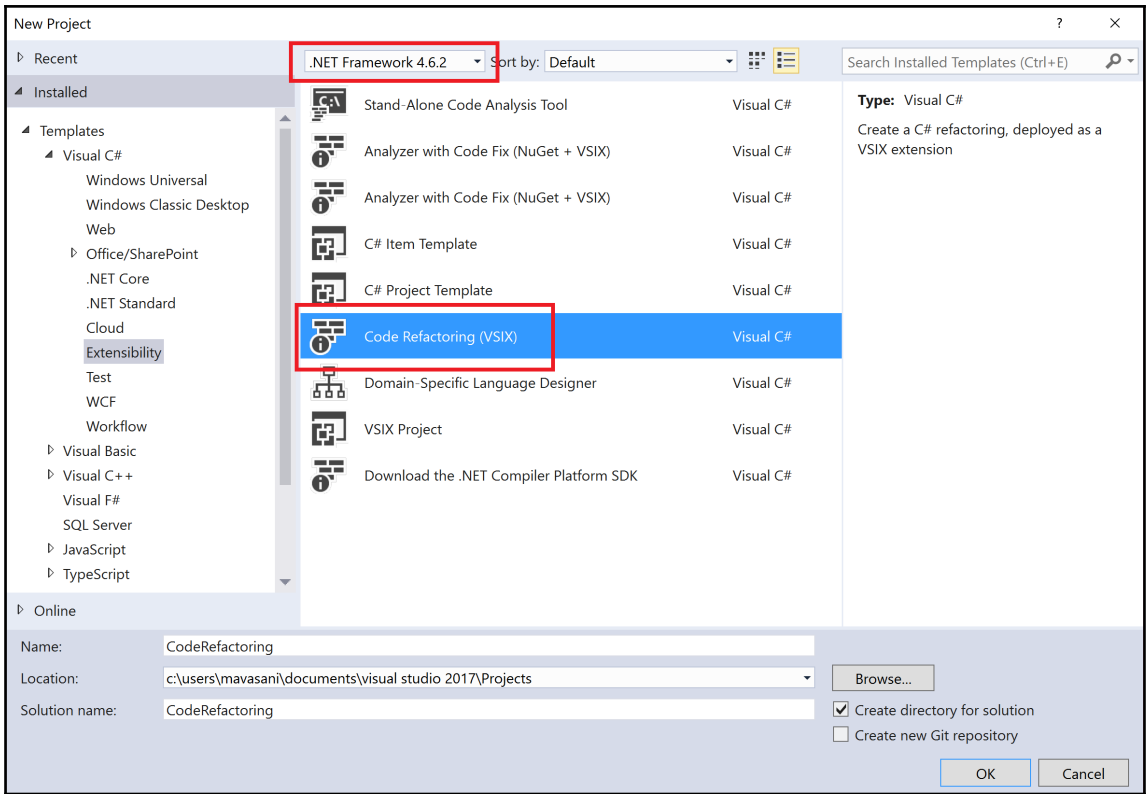 New Project
? ×
Recent
.NET Framework 4.6.2
Sort by: Default
Search Installed Templates (Ctrl+E)
Installed
Templates
Visual C#
Windows Universal
Windows Classic Desktop
Web
Office/SharePoint
.NET Core
.NET Standard
Cloud
Extensibility
Test
WCF
Workflow
Visual Basic
Visual C++
Visual F#
SQL Server
JavaScript
TypeScript
Online
C:\
Stand-Alone Code Analysis Tool Visual C#
Analyzer with Code Fix (NuGet + VSIX) Visual C#
Analyzer with Code Fix (NuGet + VSIX) Visual C#
C# Item Template Visual C#
C# Project Template Visual C#
Code Refactoring (VSIX) Visual C#
Domain-Specific Language Designer Visual C#
VSIX Project Visual C#
Download the .NET Compiler Platform SDK Visual C#
Type: Visual C#
Create a C# refactoring, deployed as a
VSIX extension
Name: CodeRefactoring
Location: c:\users\mavasani\documents\visual studio 2017\Projects
Browse...
Solution name: CodeRefactoring
Create directory for solution
Create new Git repository
OK Cancel